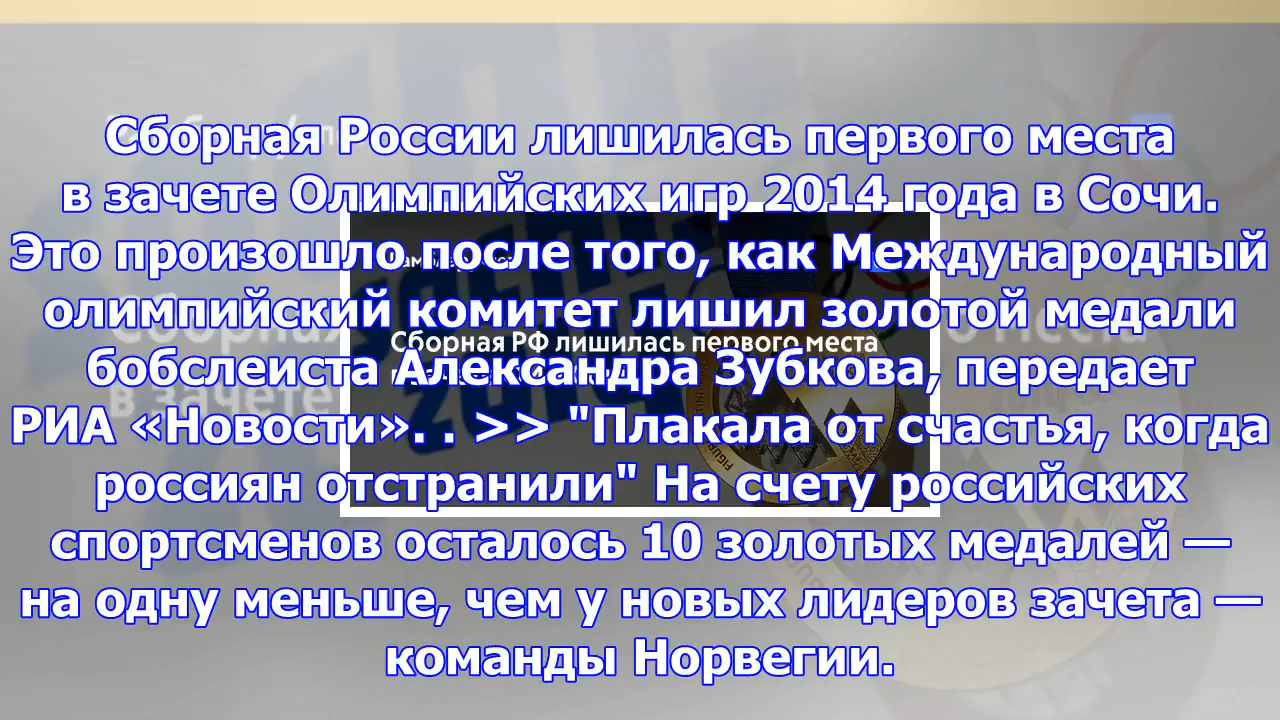 Сборная России лишилась первого места
в зачете Олимпийских игр 2014 года в Сочи.
Это произошло после того, как Международный
олимпийский комитет лишил золотой медали
бобслеиста Александра Зубкова, передает
РИА «Новости». . >> "Плакала от счастья, когда
россиян отстранили" На счету российских
спортсменов осталось 10 золотых медалей —
на одну меньше, чем у новых лидеров зачета —
команды Норвегии.
Сборная РФ лишилась первого места